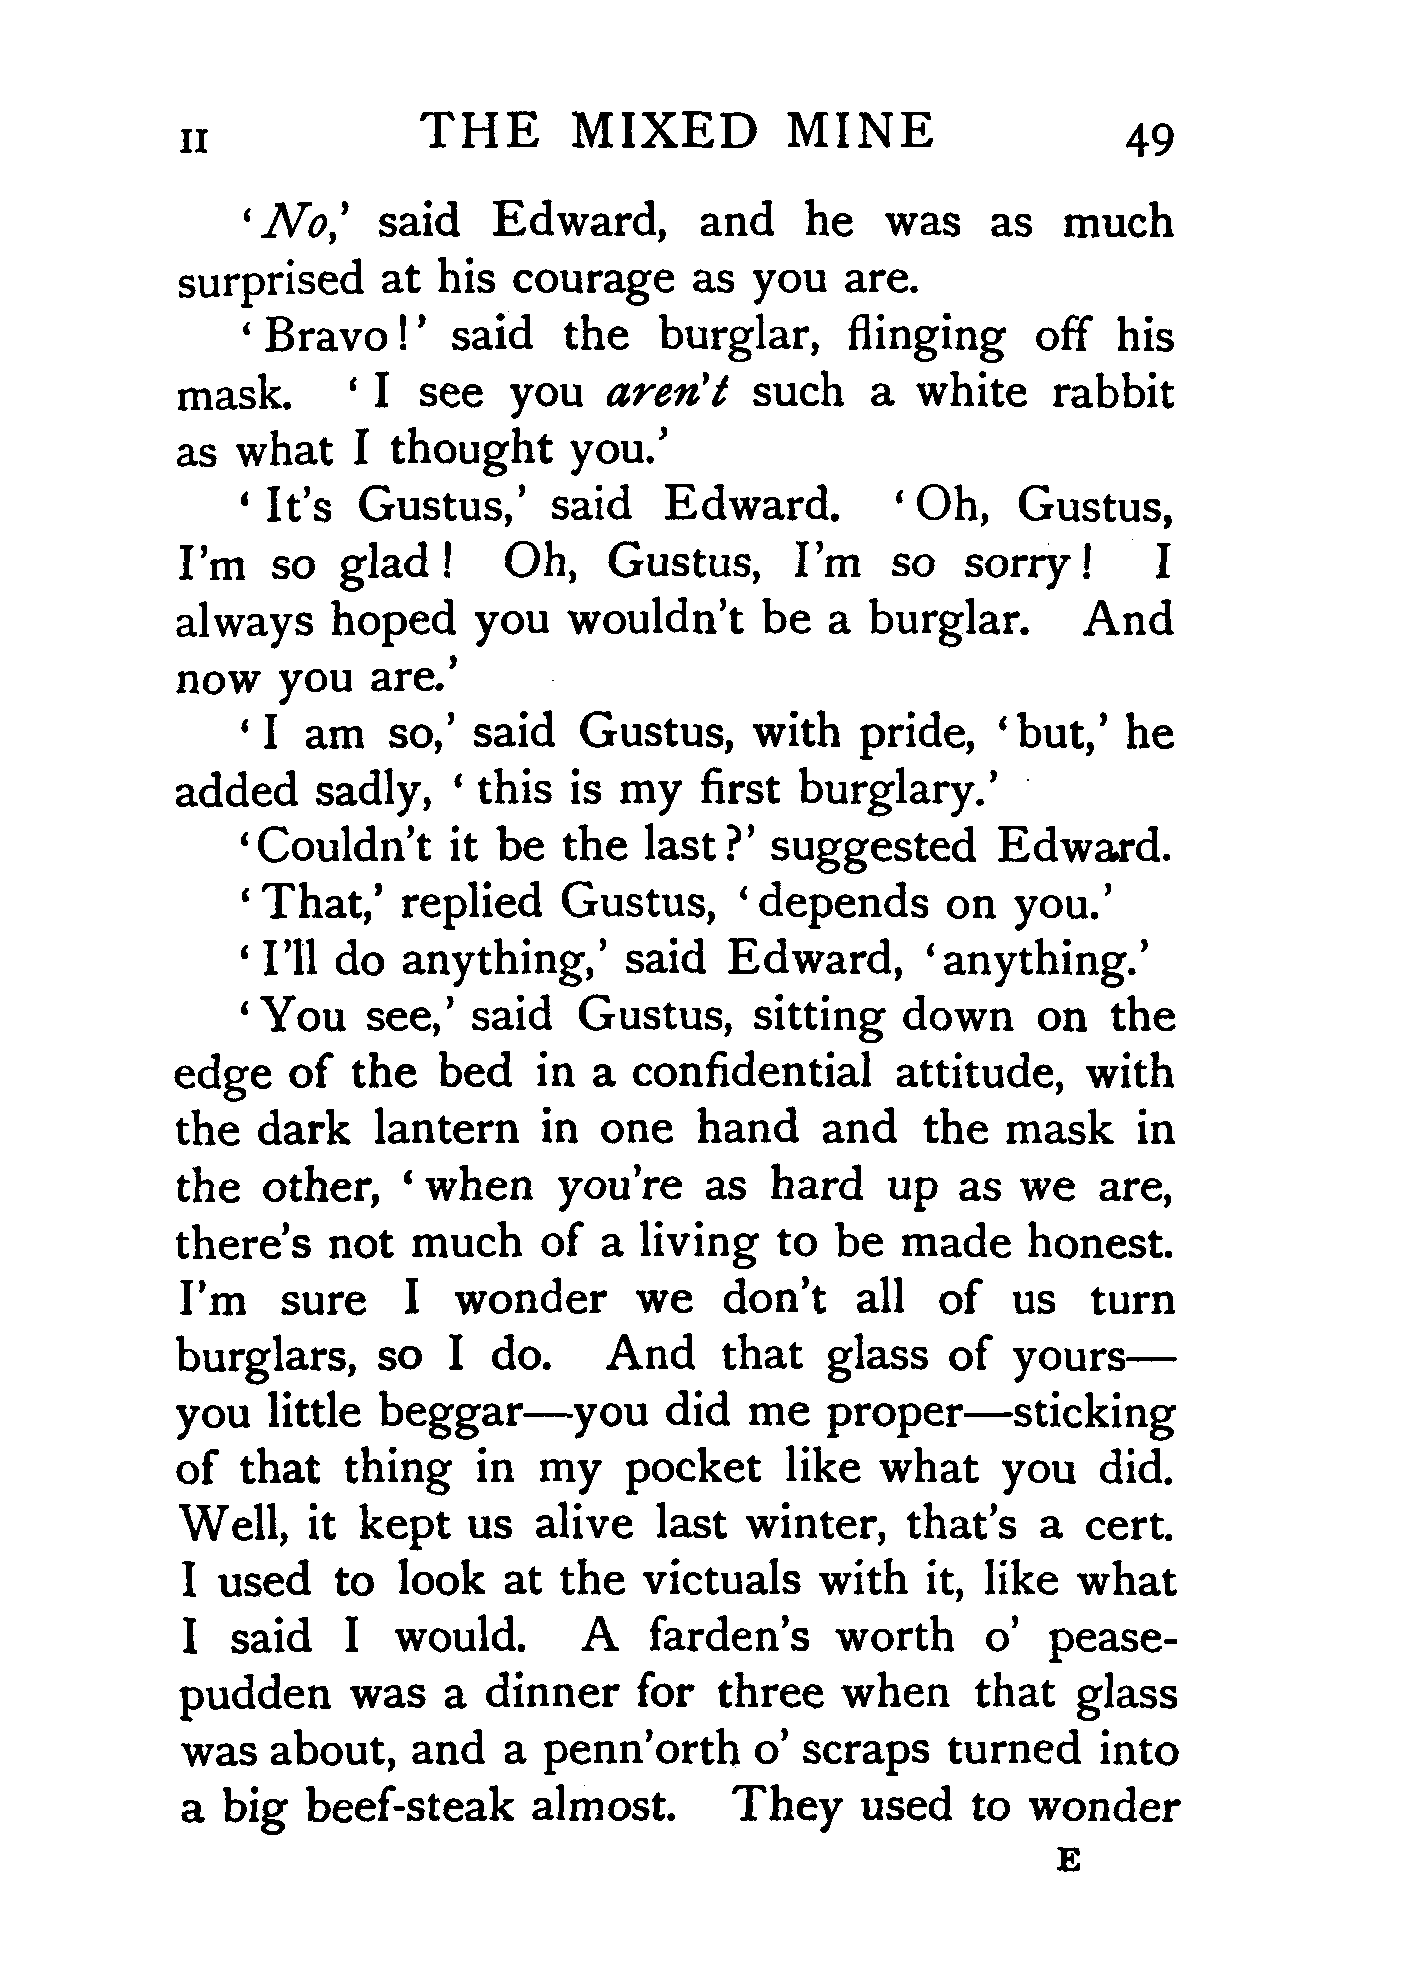 II THE MIXED MINE 49
‘No,’ said Edward, and he was as much
surprised at his courage as you are.
‘Bravo!’ said the burglar, flinging off his
mask. ‘I see you aren't such a white rabbit
as what I thought you.’
‘It's Gustus,’ said Edward. ‘Oh, Gustus,
I'm so glad! Oh, Gustus, I'm so sorry! I
always hoped you wouldn't be a burglar. And
now you are.’
‘I am so,’ said Gustus, with pride, ‘but,’ he
added sadly, ‘this is my first burglary.’
‘Couldn't it be the last?’ suggested Edward.
‘That,’ replied Gustus, ‘depends on you.’
‘I'll do anything,’ said Edward, ‘anything.’
‘You see,’ said Gustus, sitting down on the
edge of the bed in a confidential attitude, with
the dark lantern in one hand and the mask in
the other, ‘when you're as hard up as we are,
there's not much of a living to be made honest.
I'm sure I wonder we don't all of us turn
burglars, so I do. And that glass of yours—
you little beggar—you did me proper—sticking
of that thing in my pocket like what you did.
Well, it kept us alive last winter, that's a cert.
I used to look at the victuals with it, like what
I said I would. A farden's worth o' pease-
pudden was a dinner for three when that glass
was about, and a penn'orth o' scraps turned into
a big beef-steak almost. They used to wonder
E